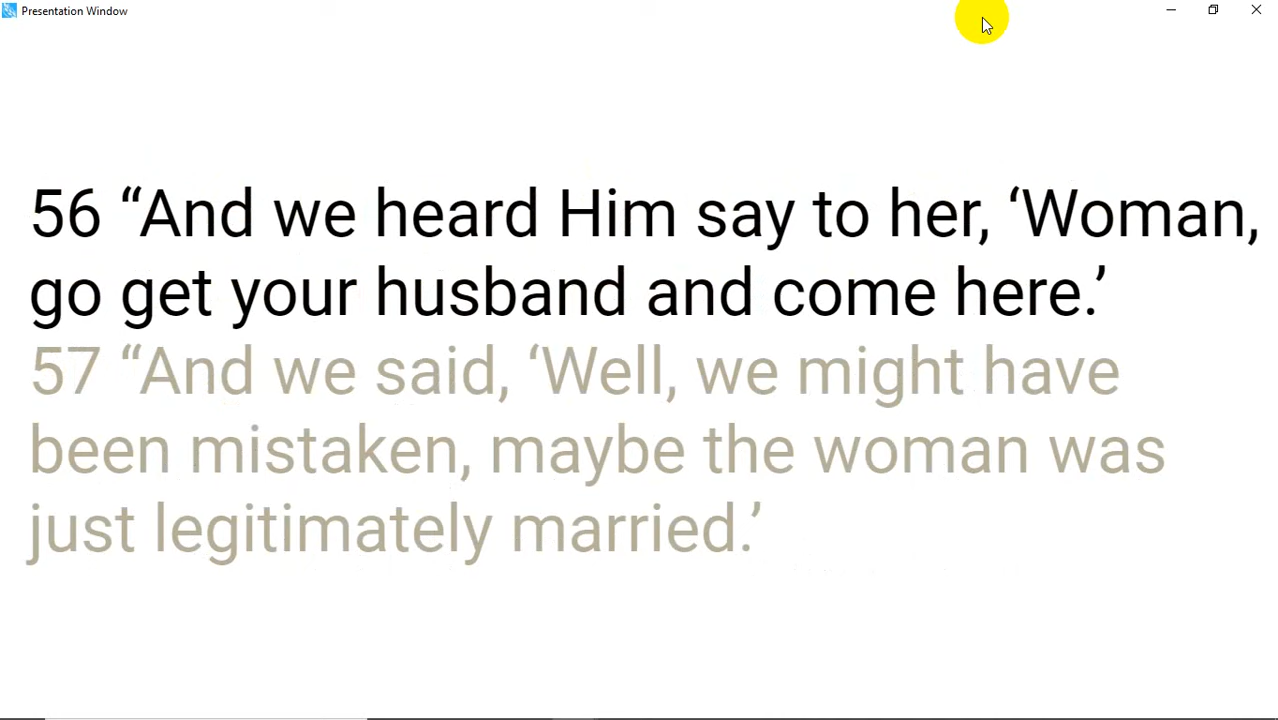 Presentation Window
56 “And we heard Him say to her, ‘Woman,
go get your husband and come here.’
57 “And we said, ‘Well, we might have
been mistaken, maybe the woman was
just legitimately married.’